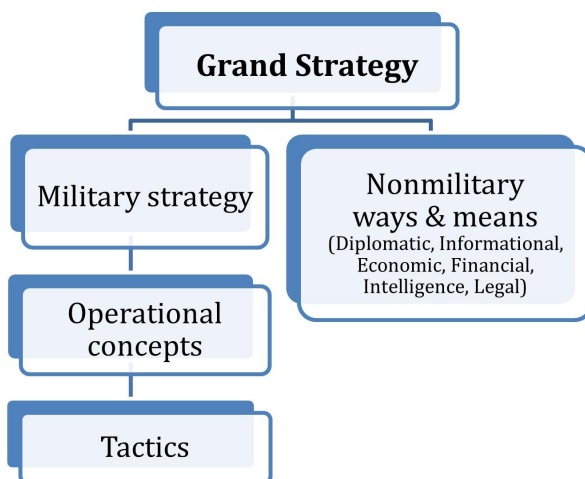 Grand Strategy
Military strategy
Nonmilitary
ways & means
(Diplomatic, Informational,
Economic, Financial,
Intelligence, Legal)
Operational
concepts
Tactics